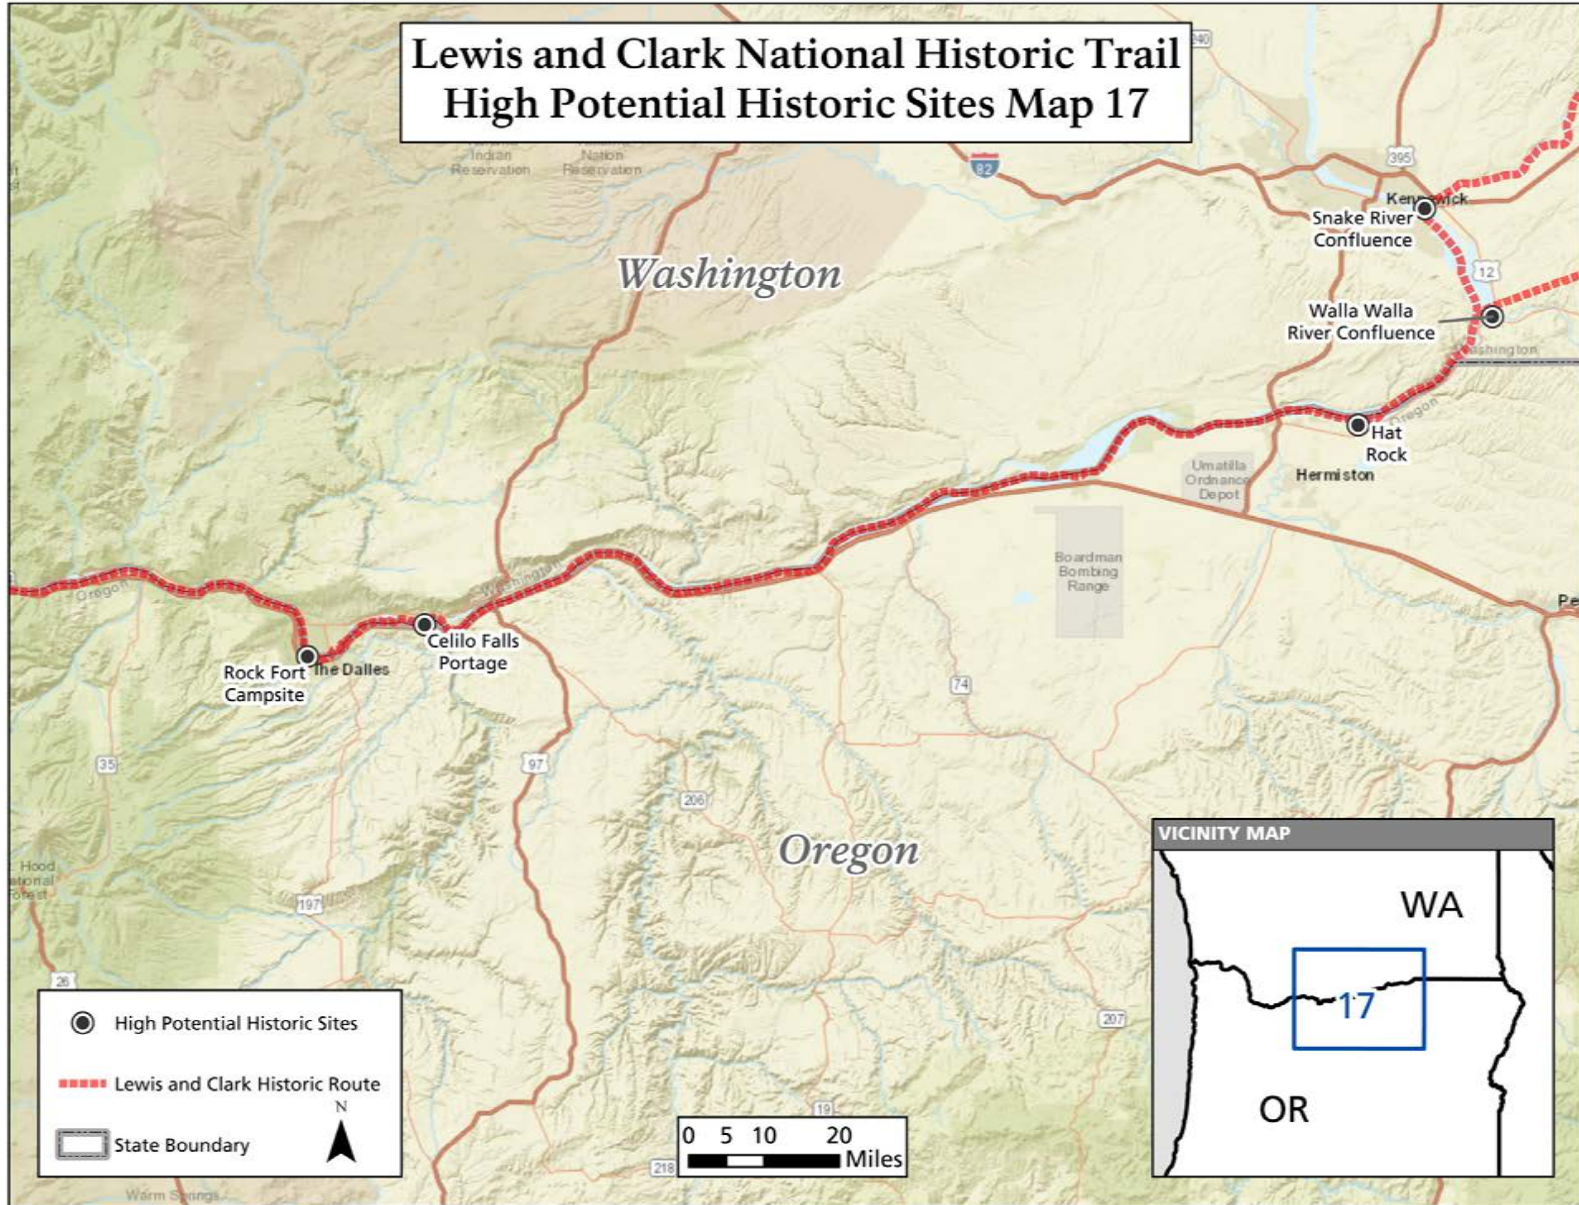 Lewis and Clark National Historic Trail
High Potential Historic Sites Map 17
Indian
Reservation
Nation
Reservation
82
395
Kennewick
Snake River
Confluence
12
Washington
Walla Walla
River Confluence
Washington
Oregon
Hat
Rock
Umatilla
Ordnance
Depot
Hermiston
Boardman
Bombing
Range
Washington
Oregon
Celilo Falls
Portage
Rock Fort
Campsite
The Dalles
74
35
97
206
Oregon
Hood
Forest
197
26
207
19
218
Warm Springs
High Potential Historic Sites
Lewis and Clark Historic Route
N
State Boundary
0 5 10 20
Miles
VICINITY MAP
WA
17
OR